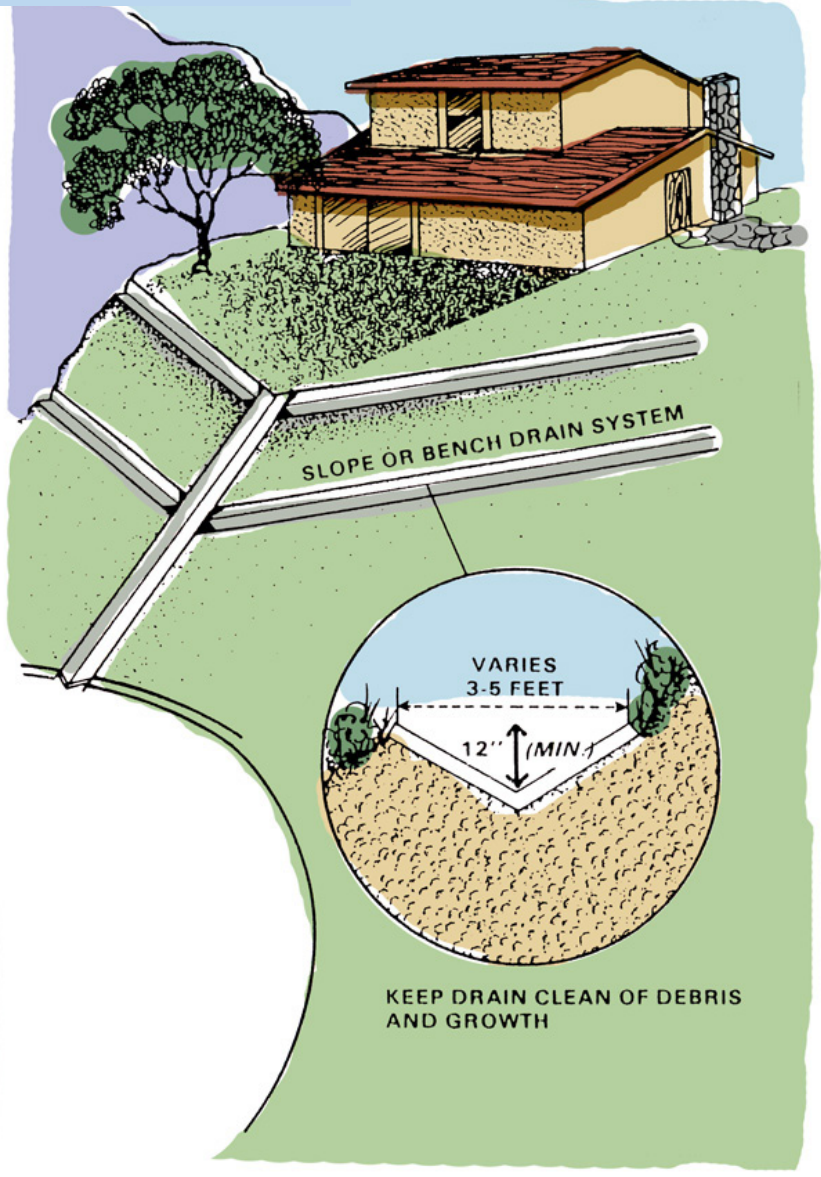 SLOPE OR BENCH DRAIN SYSTEM
VARIES
3-5 FEET
12'' (MIN.)
KEEP DRAIN CLEAN OF DEBRIS
AND GROWTH